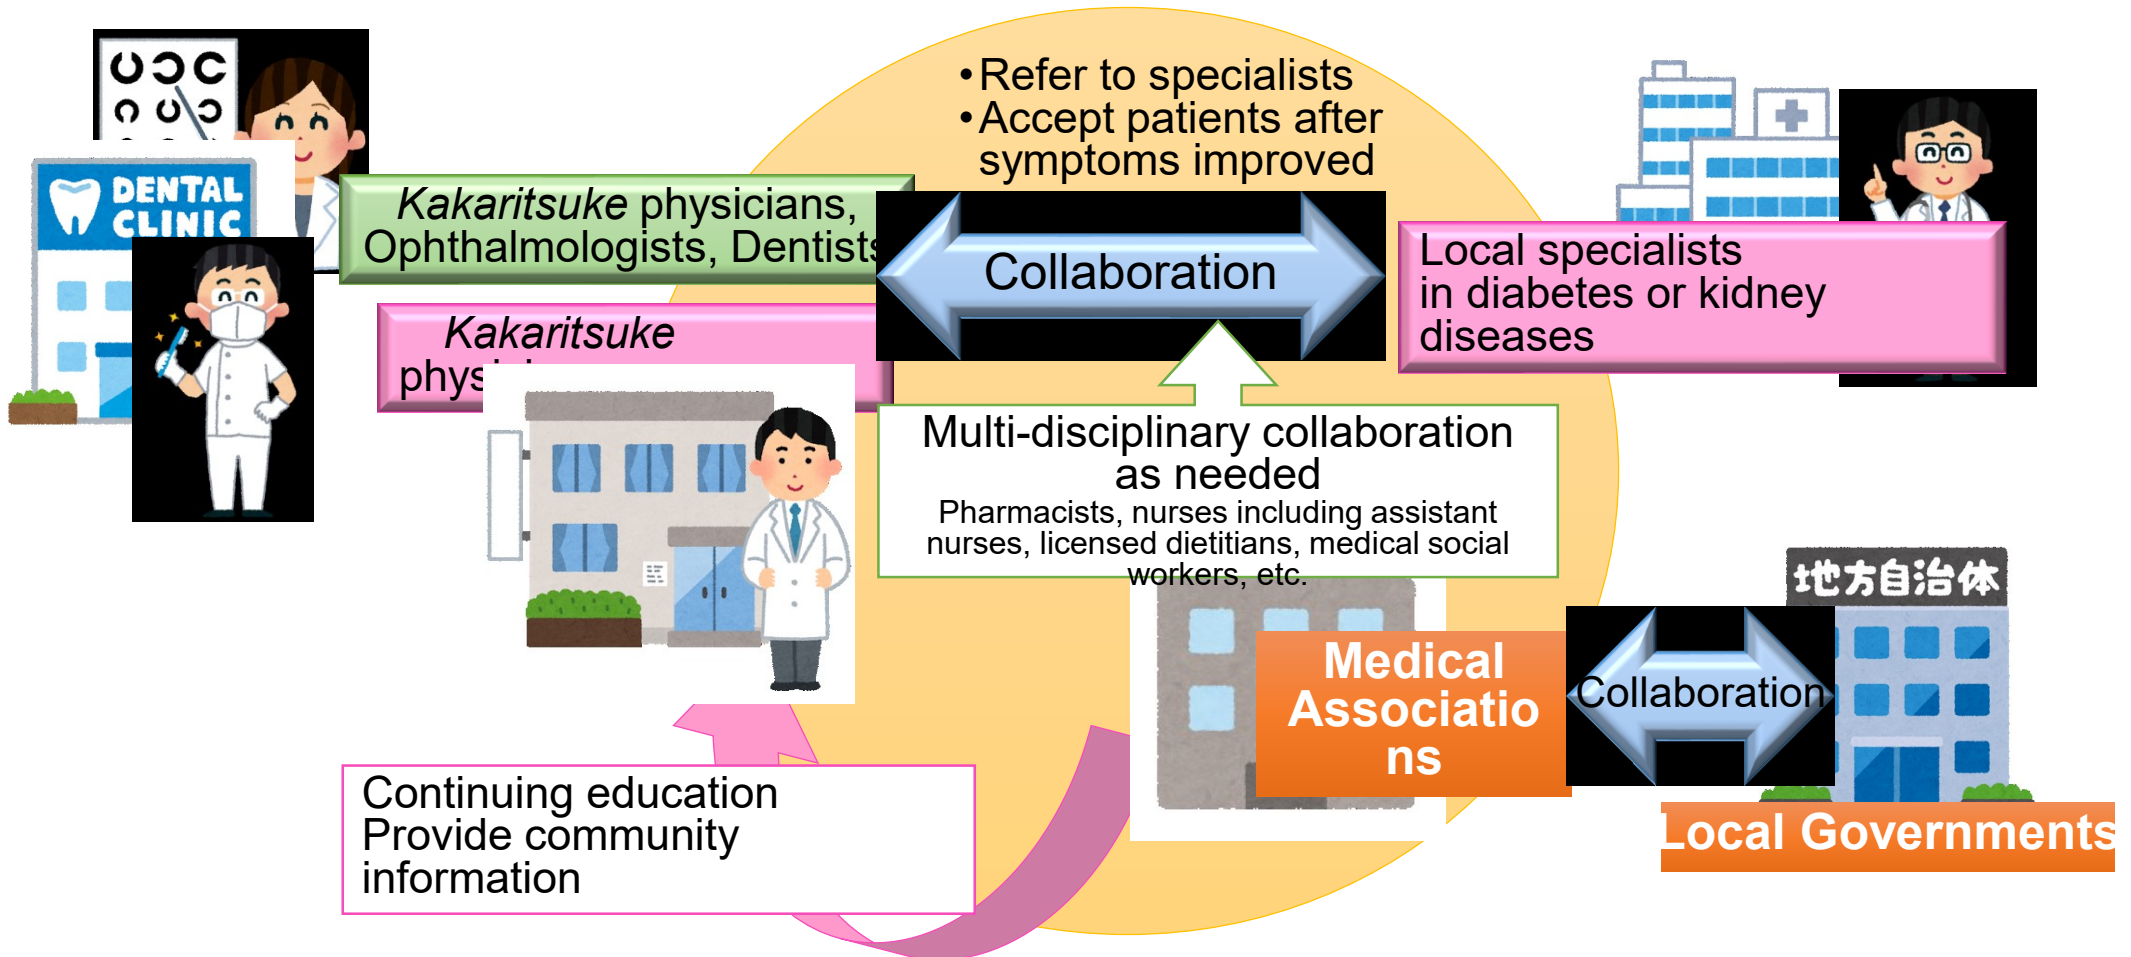 DENTAL
CLINIC
Kakaritsuke physicians,
Ophthalmologists, Dentists
Kakaritsuke
•Refer to specialists
•Accept patients after
symptoms improved
Collaboration
Local specialists
in diabetes or kidney
diseases
Multi-disciplinary collaboration
as needed
Pharmacists, nurses including assistant
nurses, licensed dietitians, medical social
workers, etc.
Medical
Associatio
ns
Collaboration
地方自治体
Local Governments
Continuing education
Provide community
information